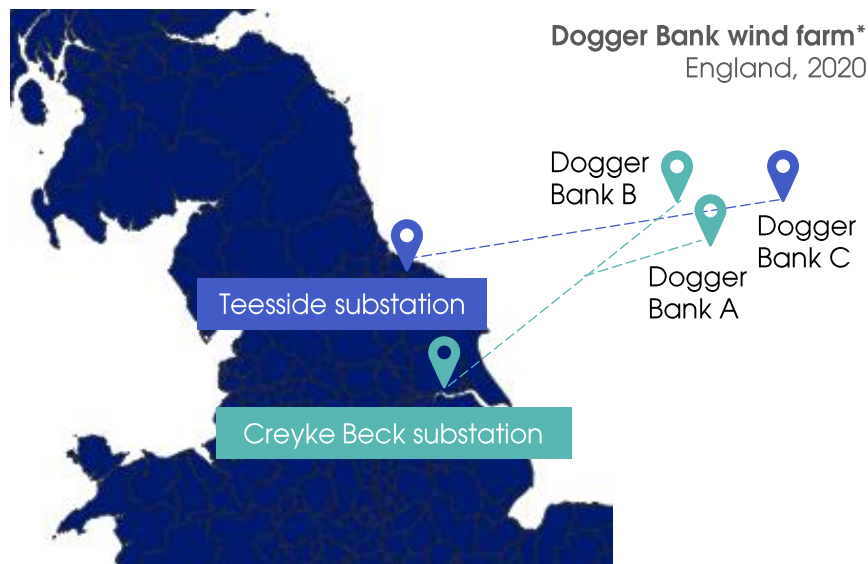 Dogger Bank wind farm*
England, 2020
Dogger
Bank B
Dogger
Bank C
Dogger
Bank A
Teesside substation
Creyke Beck substation